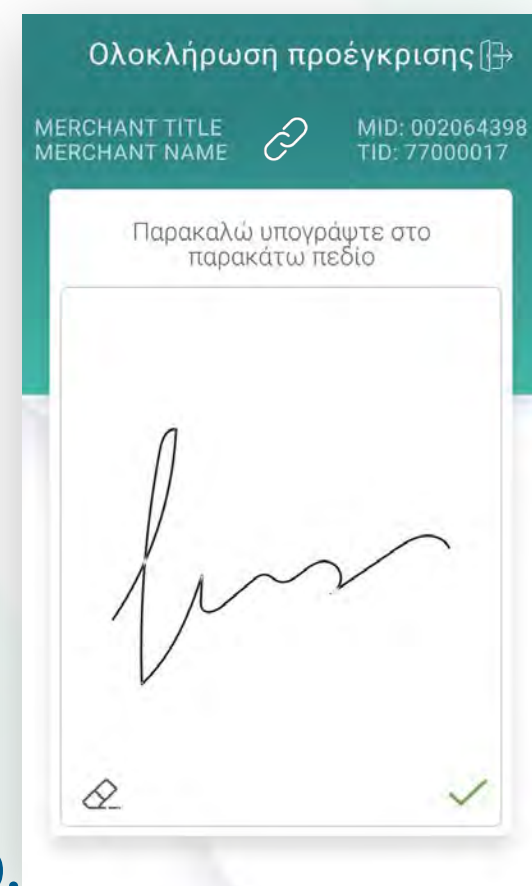 Ολοκλήρωση προέγκρισης
MERCHANT TITLE
MERCHANT NAME
MID: 002064398
TID: 77000017
Παρακαλώ υπογράψτε στο
παρακάτω πεδίο